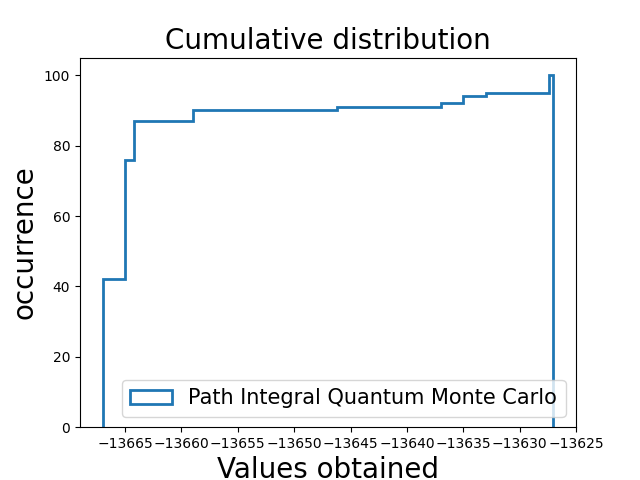 Cumulative distribution
100
80
60
40
20
0
occurrence
Path Integral Quantum Monte Carlo
−13665 −13660 −13655 −13650 −13645 −13640 −13635 −13630 −13625
Values obtained